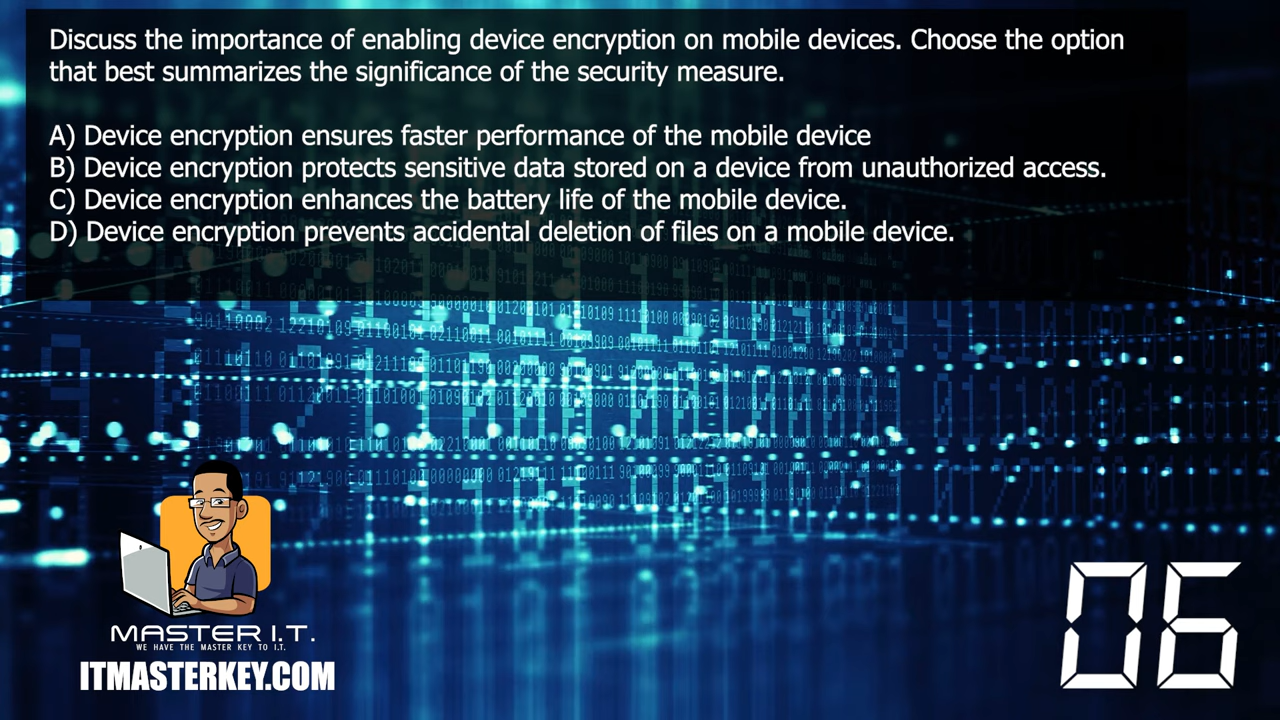 Discuss the importance of enabling device encryption on mobile devices. Choose the option
that best summarizes the significance of the security measure.
A) Device encryption ensures faster performance of the mobile device
B) Device encryption protects sensitive data stored on a device from unauthorized access.
C) Device encryption enhances the battery life of the mobile device.
D) Device encryption prevents accidental deletion of files on a mobile device.
MASTER I.T.
WE HAVE THE MASTER KEY TO I.T.
ITMASTERKEY.COM
06